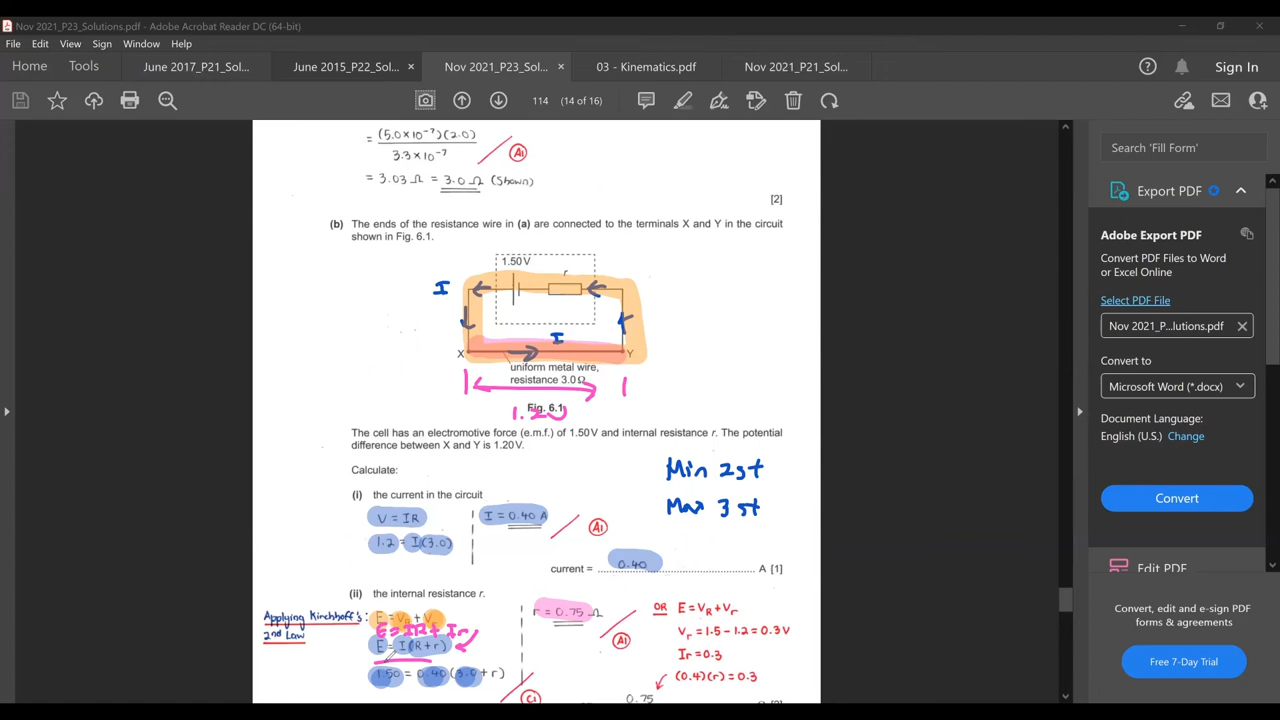 Nov 2021_P23_Solutions.pdf - Adobe Acrobat Reader DC (64-bit)
File Edit View Sign Window Help
Home Tools June 2017_P21_Sol... June 2015_P22_Sol... × Nov 2021_P23_Sol... × 03 - Kinematics.pdf Nov 2021_P21_Sol... Sign In
114 (14 of 16)
= (5.0×10⁻⁷)(2.0)
3.3×10⁻⁷
A1
= 3.03 Ω = 3.0 Ω (Shown)
[2]
(b) The ends of the resistance wire in (a) are connected to the terminals X and Y in the circuit
shown in Fig. 6.1.
1.50 V
r
I
I
X
Y
uniform metal wire,
resistance 3.0 Ω
1.2V
Fig. 6.1
The cell has an electromotive force (e.m.f.) of 1.50 V and internal resistance r. The potential
difference between X and Y is 1.20 V.
Calculate:
Min 2sf
Max 3 sf
(i) the current in the circuit
V = IR
I = 0.40 A
A1
1.2 = I(3.0)
current = 0.40 A [1]
(ii) the internal resistance r.
Applying Kirchhoff's
2nd Law
:
E = V_R + V
E = IR + Ir
E = I(R + r)
1.50 = 0.40 (3.0 + r)
C1
r = 0.75 Ω
A1
OR E = V_R + V_r
V_r = 1.5 − 1.2 = 0.3 V
Ir = 0.3
(0.4)(r) = 0.3
0.75
Search 'Fill Form'
Export PDF
Adobe Export PDF
Convert PDF Files to Word
or Excel Online
Select PDF File
Nov 2021_P...lutions.pdf
Convert to
Microsoft Word (*.docx)
Document Language:
English (U.S.) Change
Convert
Edit PDF
Convert, edit and e-sign PDF
forms & agreements
Free 7-Day Trial